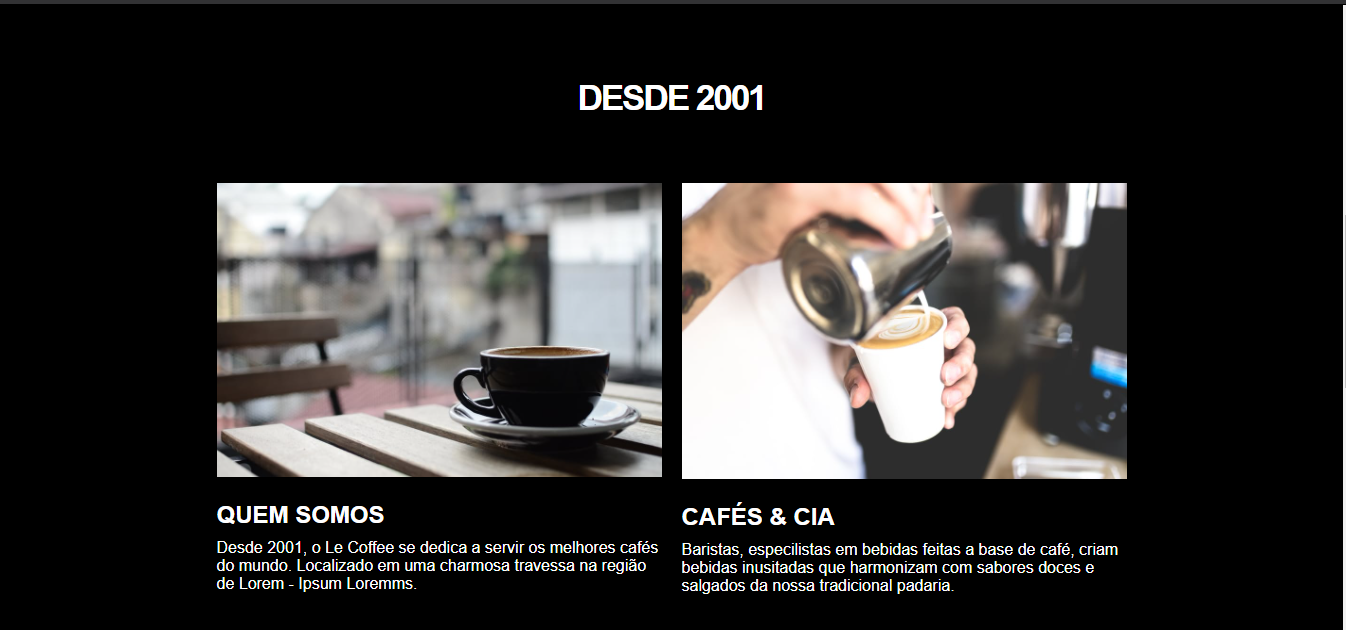 DESDE 2001
QUEM SOMOS
Desde 2001, o Le Coffee se dedica a servir os melhores cafés
do mundo. Localizado em uma charmosa travessa na região
de Lorem - Ipsum Loremms.
CAFÉS & CIA
Baristas, especilistas em bebidas feitas a base de café, criam
bebidas inusitadas que harmonizam com sabores doces e
salgados da nossa tradicional padaria.